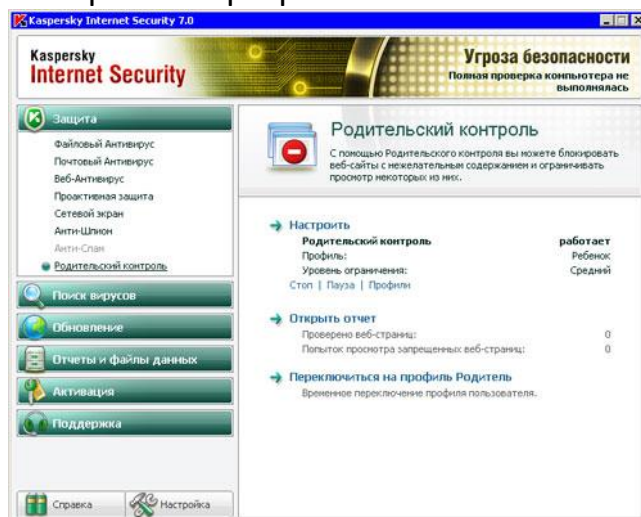 Kaspersky Internet Security 7.0
Kaspersky
Internet Security
Угроза безопасности
Полная проверка компьютера не
выполнялась
Защита
Файловый Антивирус
Почтовый Антивирус
Веб-Антивирус
Проактивная защита
Сетевой экран
Анти-Шпион
Анти-Спам
Родительский контроль
Поиск вирусов
Обновление
Отчеты и файлы данных
Активация
Поддержка
Справка
Настройка
Родительский контроль
С помощью Родительского контроля вы можете блокировать
веб-сайты с нежелательным содержанием и ограничивать
просмотр некоторых из них.
Настроить
Родительский контроль работает
Профиль: Ребенок
Уровень ограничения: Средний
Стоп | Пауза | Профили
Открыть отчет
Проверено веб-страниц: 0
Попыток просмотра запрещенных веб-страниц: 0
Переключиться на профиль Родитель
Временное переключение профиля пользователя.